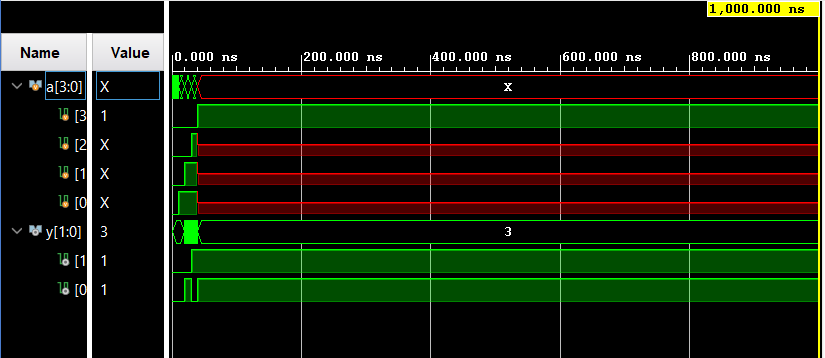 1,000.000 ns
Name Value
0.000 ns 200.000 ns 400.000 ns 600.000 ns 800.000 ns
a[3:0] X X
[3 1
[2 X
[1 X
[0 X
y[1:0] 3 3
[1 1
[0 1